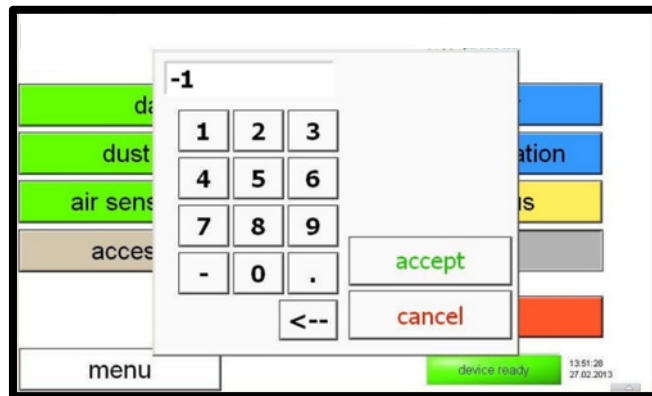 -1
da
1 2 3
dust
ation
4 5 6
air sens
us
7 8 9
acces
- 0 .
accept
<--
cancel
menu
device ready
13:51:28
27.02.2013